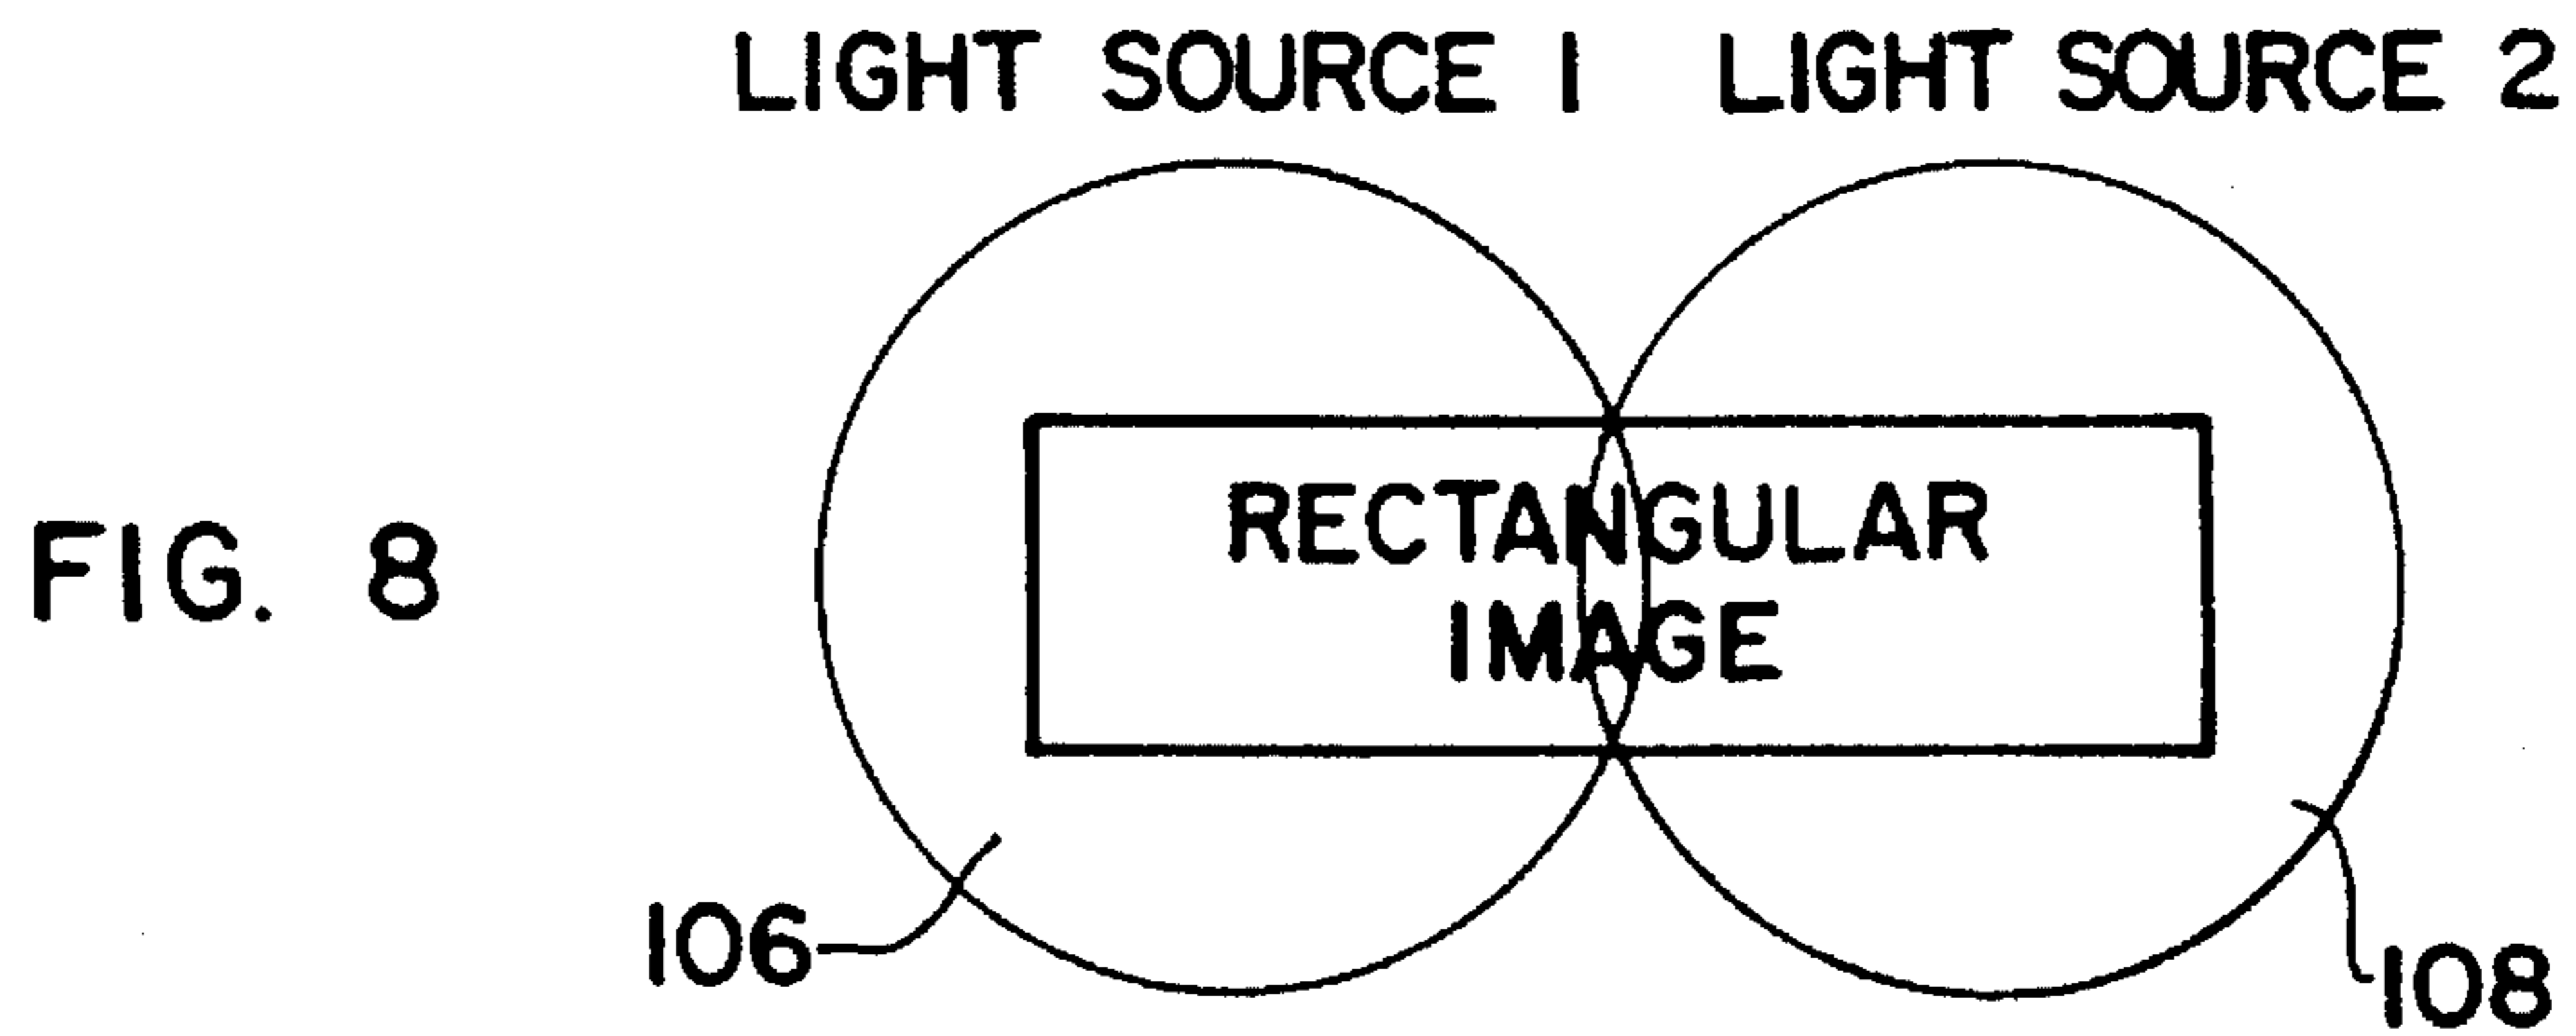 LIGHT SOURCE 1 LIGHT SOURCE 2
RECTANGULAR
IMAGE
FIG. 8
106
108